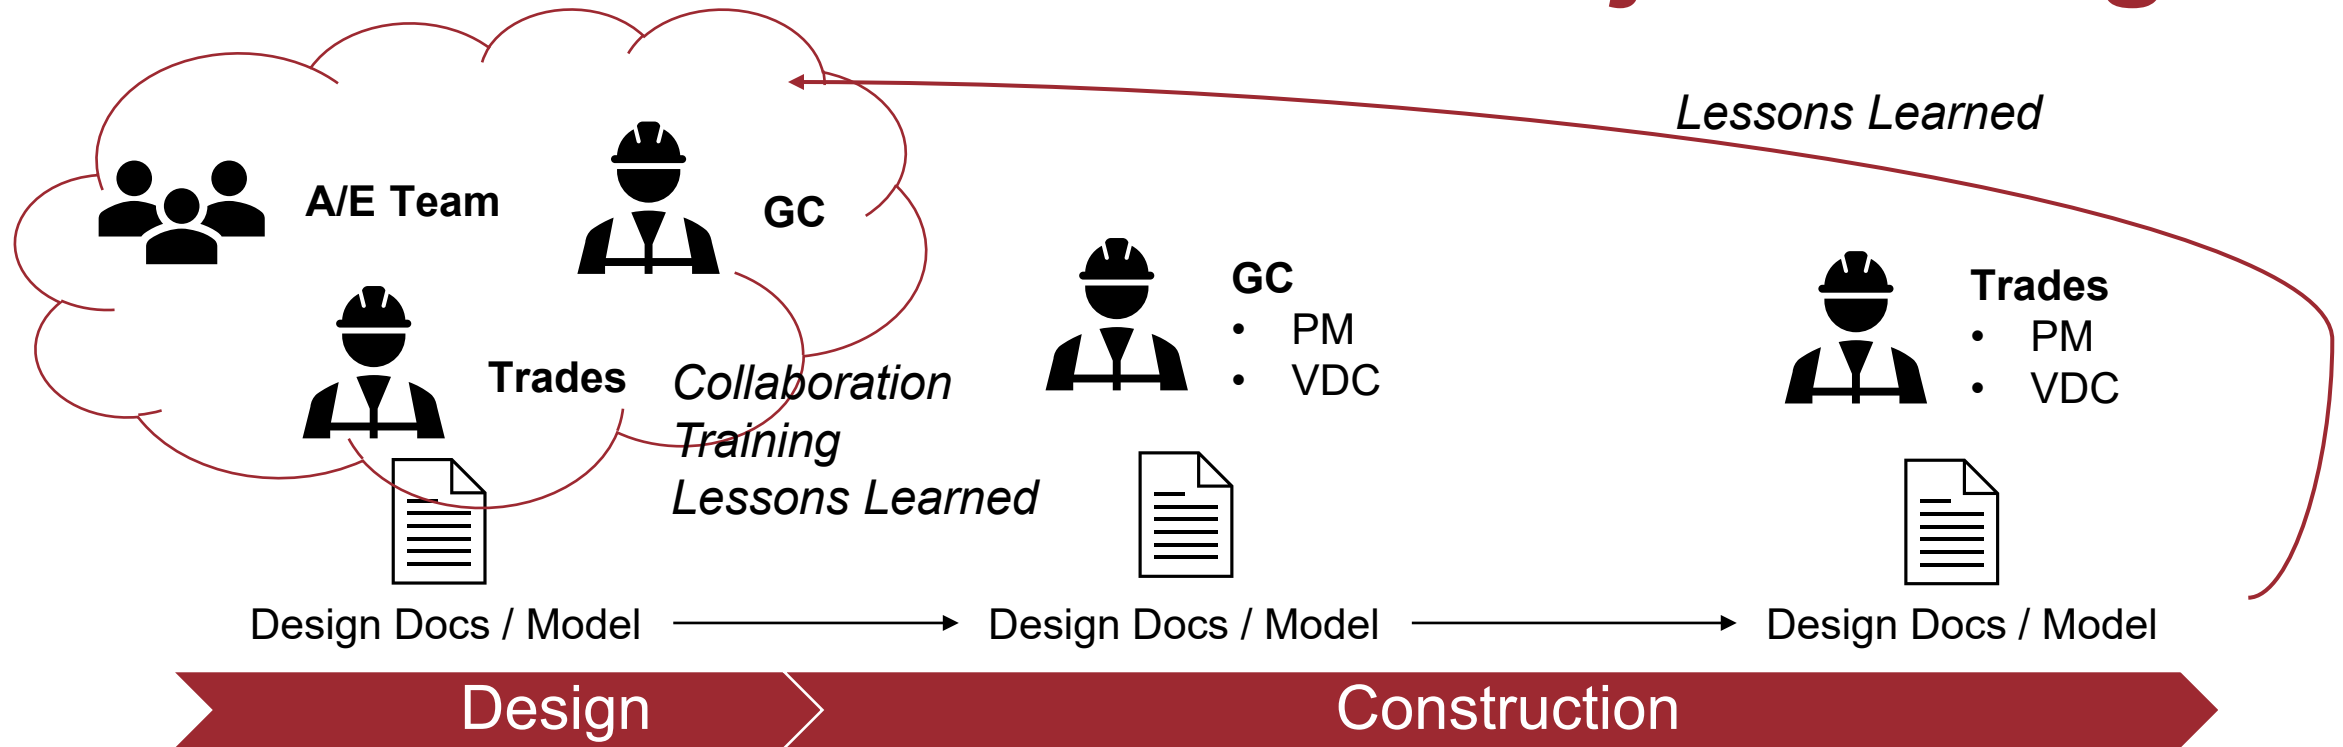 Lessons Learned
A/E Team
GC
Trades
Collaboration
Training
Lessons Learned
GC
• PM
• VDC
Trades
• PM
• VDC
Design Docs / Model
Design Docs / Model
Design Docs / Model
Design
Construction